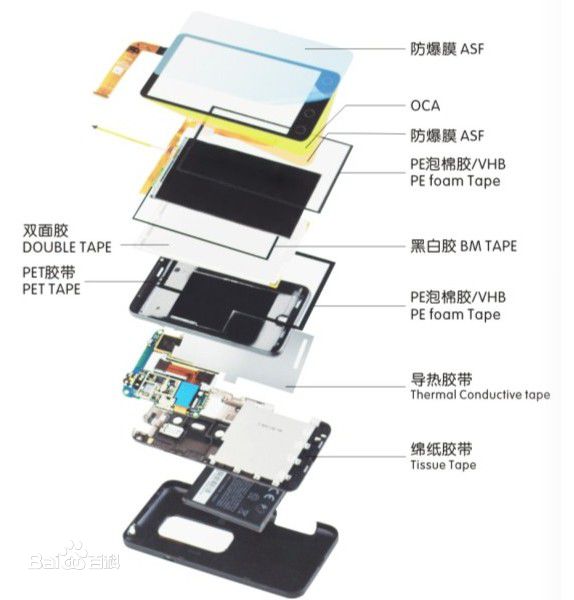 防爆膜 ASF
OCA
防爆膜 ASF
PE泡棉胶/VHB
PE foam Tape
双面胶
DOUBLE TAPE
黑白胶 BM TAPE
PET胶带
PET TAPE
PE泡棉胶/VHB
PE foam Tape
导热胶带
Thermal Conductive tape
绵纸胶带
Tissue Tape
Bai百科